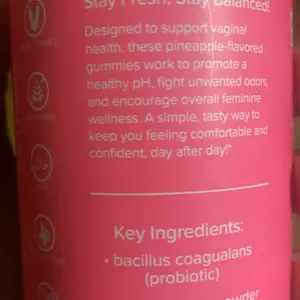 Stay Fresh, Stay Balanced!
Designed to support vaginal
health, these pineapple-flavored
gummies work to promote a
healthy pH, fight unwanted odors,
and encourage overall feminine
wellness. A simple, tasty way to
keep you feeling comfortable and
confident, day after day!*
Key Ingredients:
• bacillus coagualans
(probiotic)